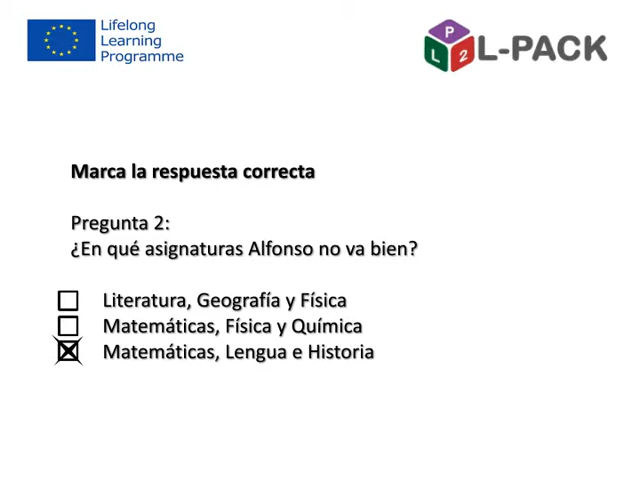 Lifelong
Learning
Programme
P
L
2
L-PACK
Marca la respuesta correcta
Pregunta 2:
¿En qué asignaturas Alfonso no va bien?
Literatura, Geografía y Física
Matemáticas, Física y Química
Matemáticas, Lengua e Historia